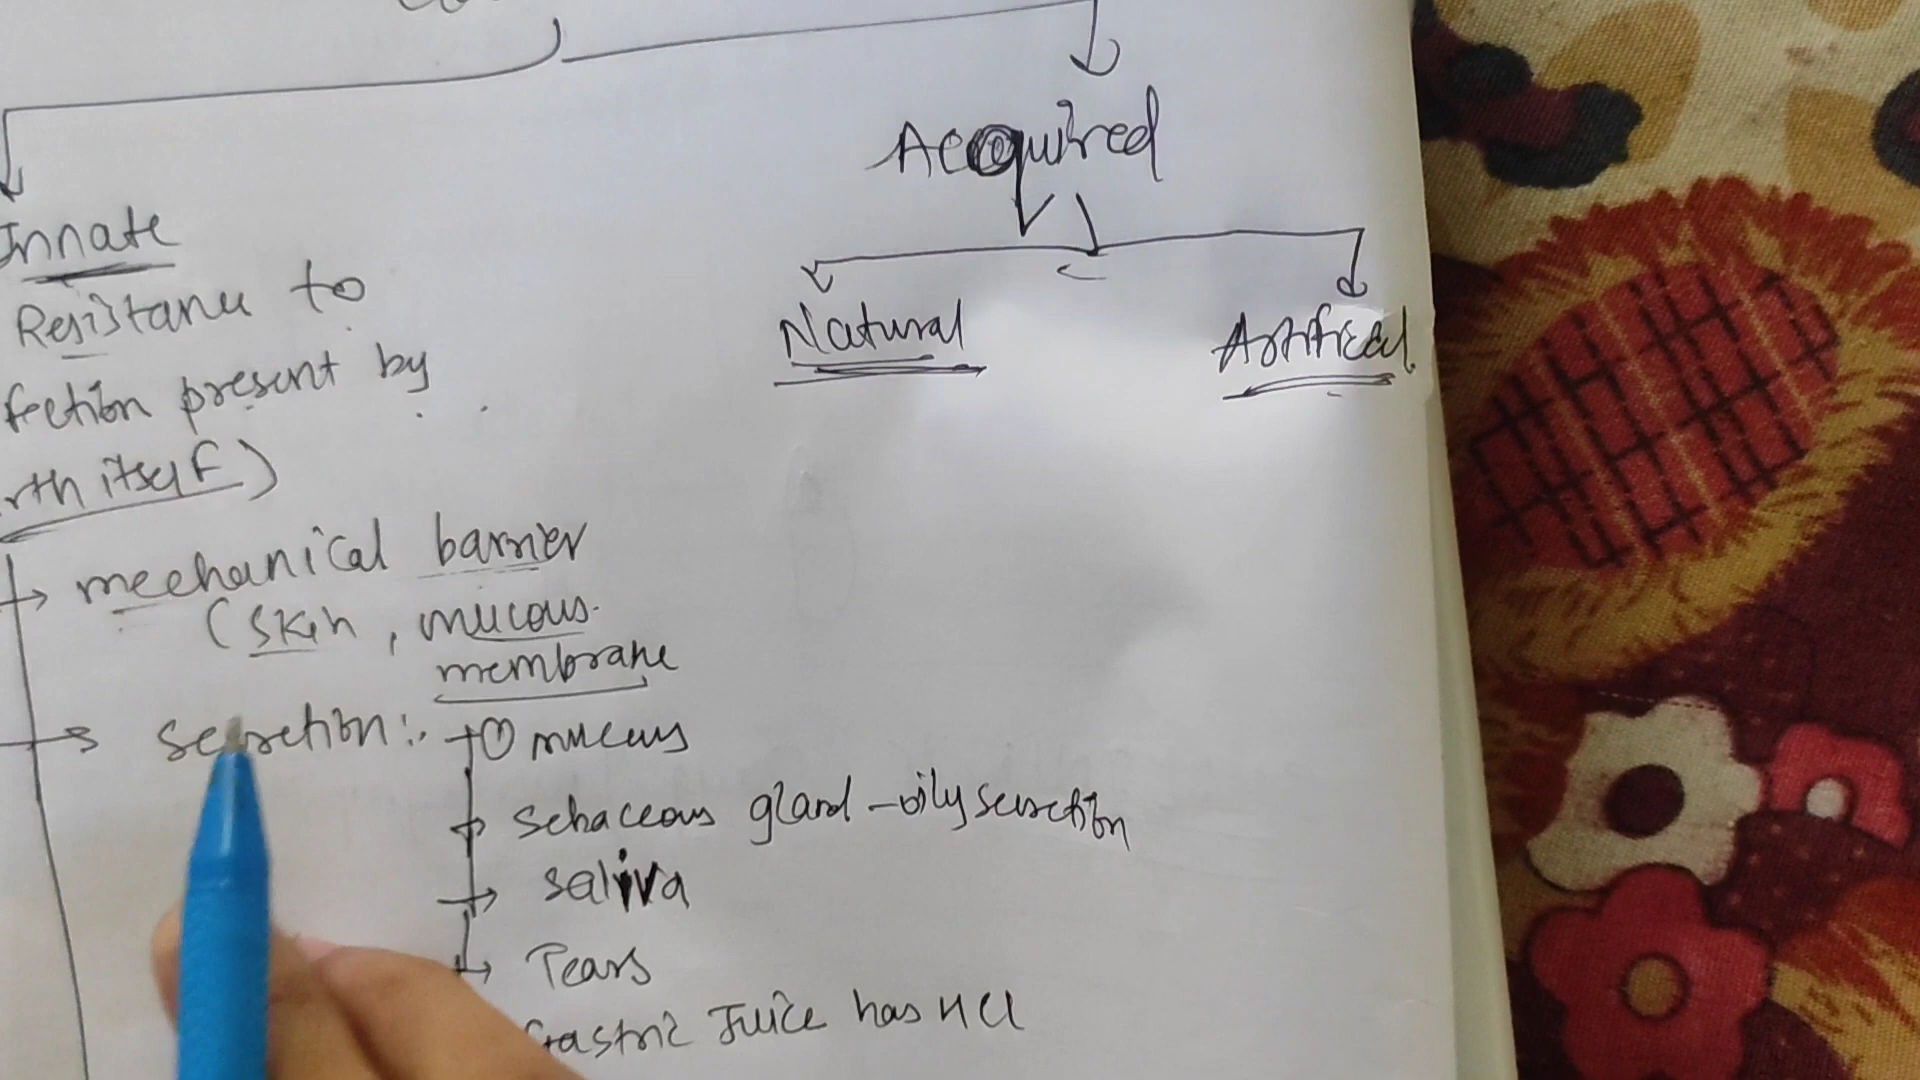 Acquired
Innate
Resistance to
fection present by
rth itself)
Natural
Artifical
mechanical barrier
(skin, mucous
membrane
secretion:. ① mucus
sebaceous gland - oily secretion
saliva
Tears
Gastric Juice has HCl